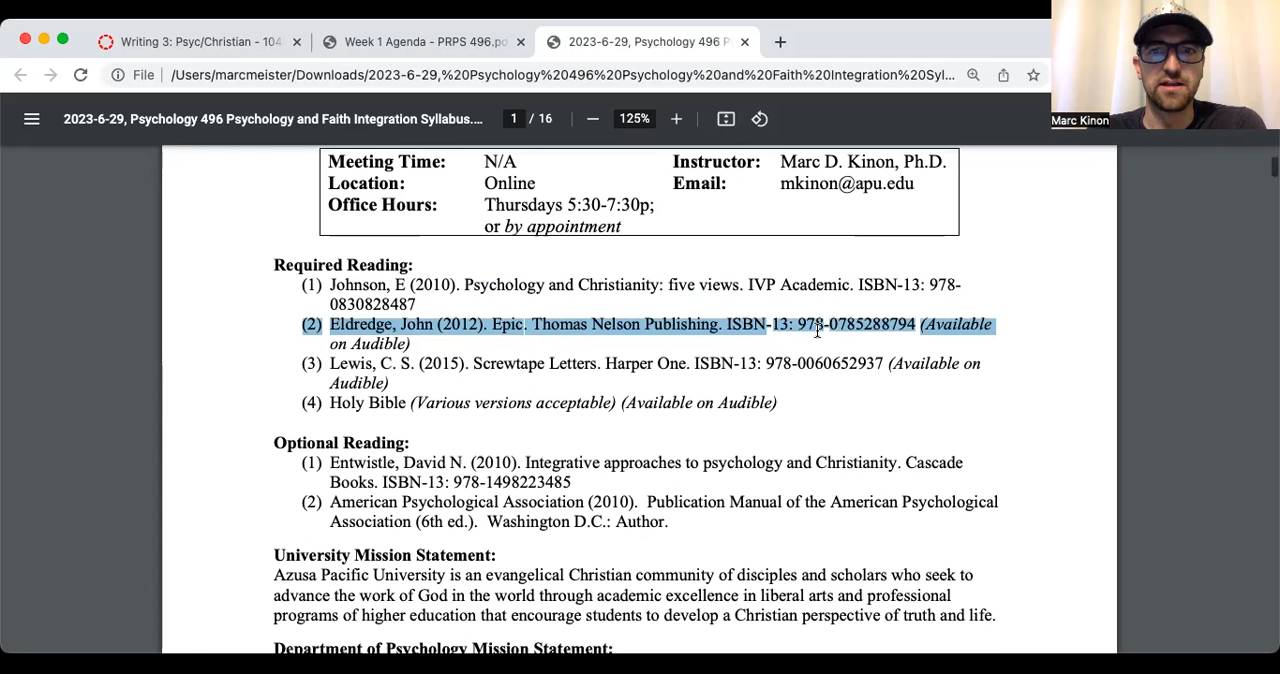 Writing 3: Psyc/Christian - 104
Week 1 Agenda - PRPS 496.pd
2023-6-29, Psychology 496 P
File
/Users/marcmeister/Downloads/2023-6-29,%20Psychology%20496%20Psychology%20and%20Faith%20Integration%20Syl...
Marc Kinon
2023-6-29, Psychology 496 Psychology and Faith Integration Syllabus....
1 / 16
125%
Meeting Time: N/A Instructor: Marc D. Kinon, Ph.D.
Location: Online Email: mkinon@apu.edu
Office Hours: Thursdays 5:30-7:30p;
or by appointment
Required Reading:
(1) Johnson, E (2010). Psychology and Christianity: five views. IVP Academic. ISBN-13: 978-
0830828487
(2) Eldredge, John (2012). Epic. Thomas Nelson Publishing. ISBN-13: 978-0785288794 (Available
on Audible)
(3) Lewis, C. S. (2015). Screwtape Letters. Harper One. ISBN-13: 978-0060652937 (Available on
Audible)
(4) Holy Bible (Various versions acceptable) (Available on Audible)
Optional Reading:
(1) Entwistle, David N. (2010). Integrative approaches to psychology and Christianity. Cascade
Books. ISBN-13: 978-1498223485
(2) American Psychological Association (2010). Publication Manual of the American Psychological
Association (6th ed.). Washington D.C.: Author.
University Mission Statement:
Azusa Pacific University is an evangelical Christian community of disciples and scholars who seek to
advance the work of God in the world through academic excellence in liberal arts and professional
programs of higher education that encourage students to develop a Christian perspective of truth and life.
Department of Psychology Mission Statement: